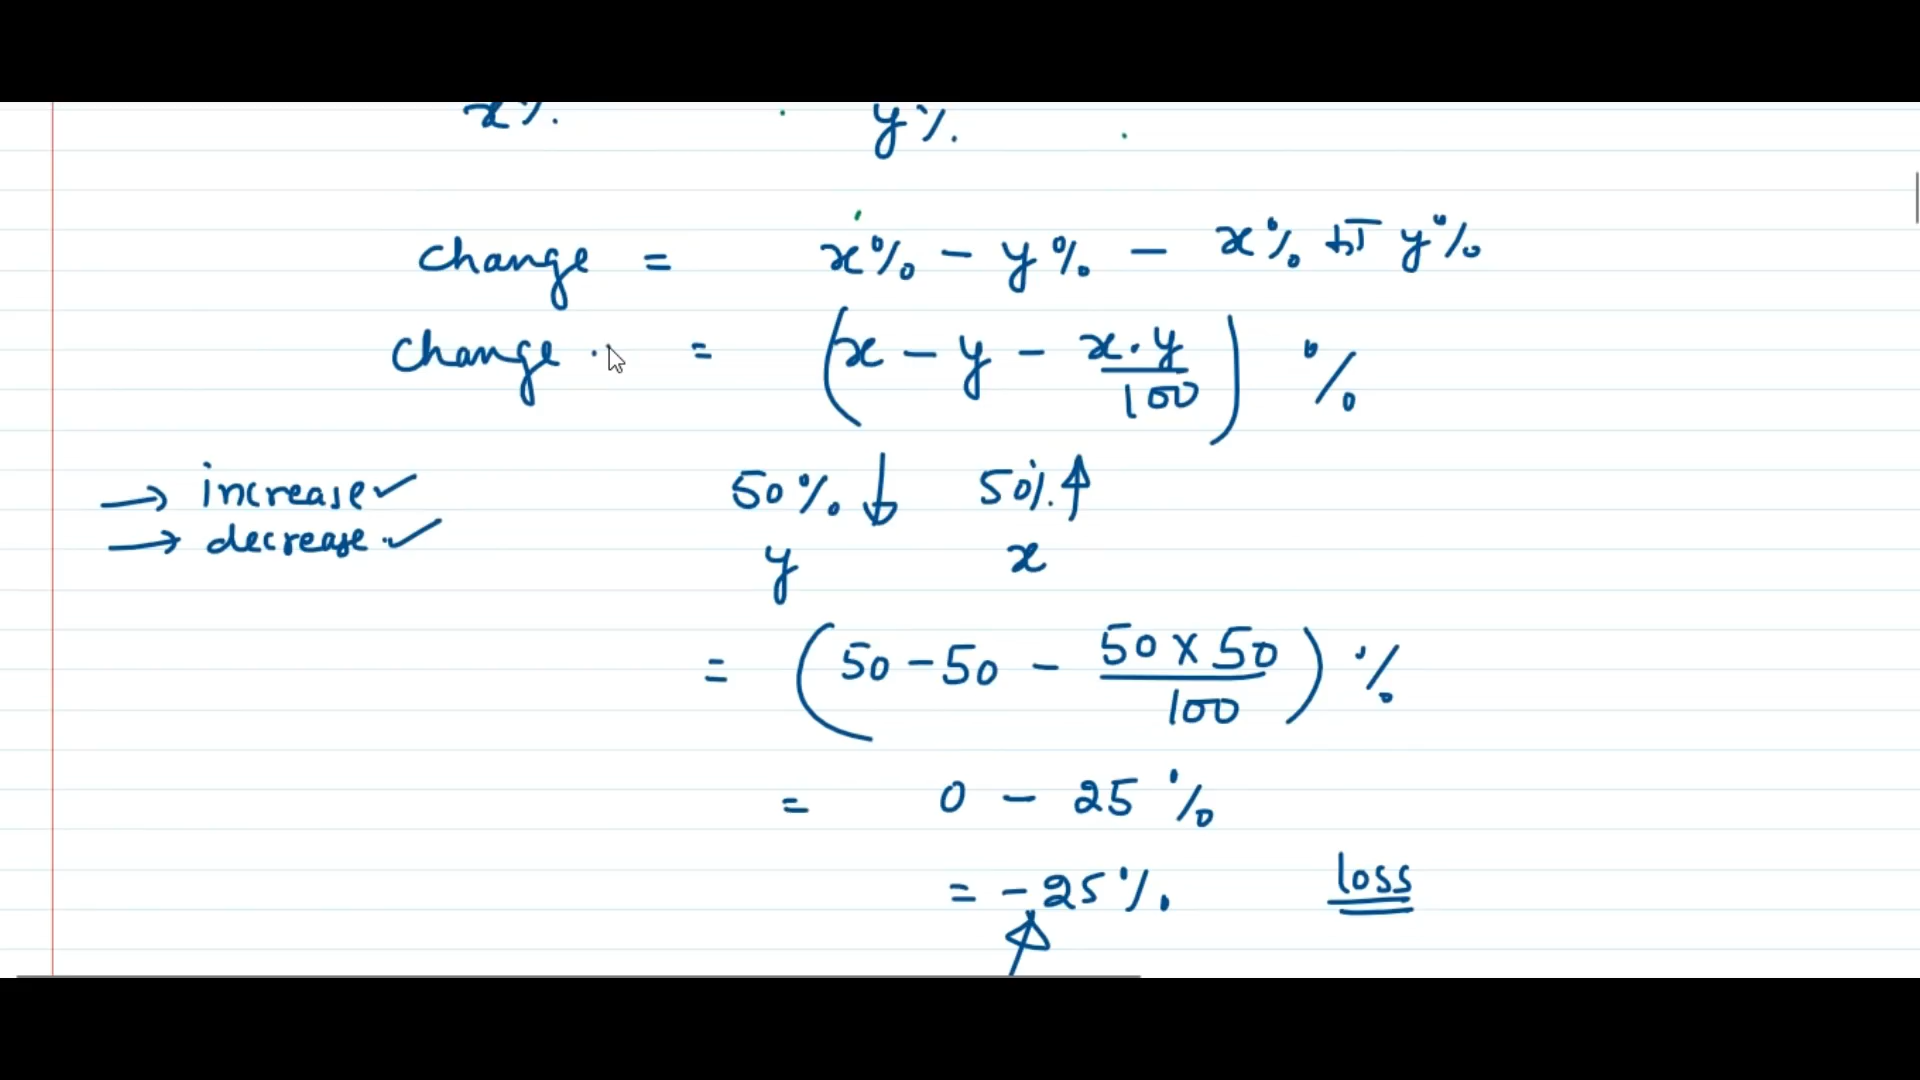 x% y%
change = x% - y% - x% का y%
change = (x - y - x·y/100) %
→ increase ✓ 50% ↓ 50% ↑
→ decrease ✓ y x
= (50 - 50 - 50 × 50/100) %
= 0 - 25 %
= -25% loss